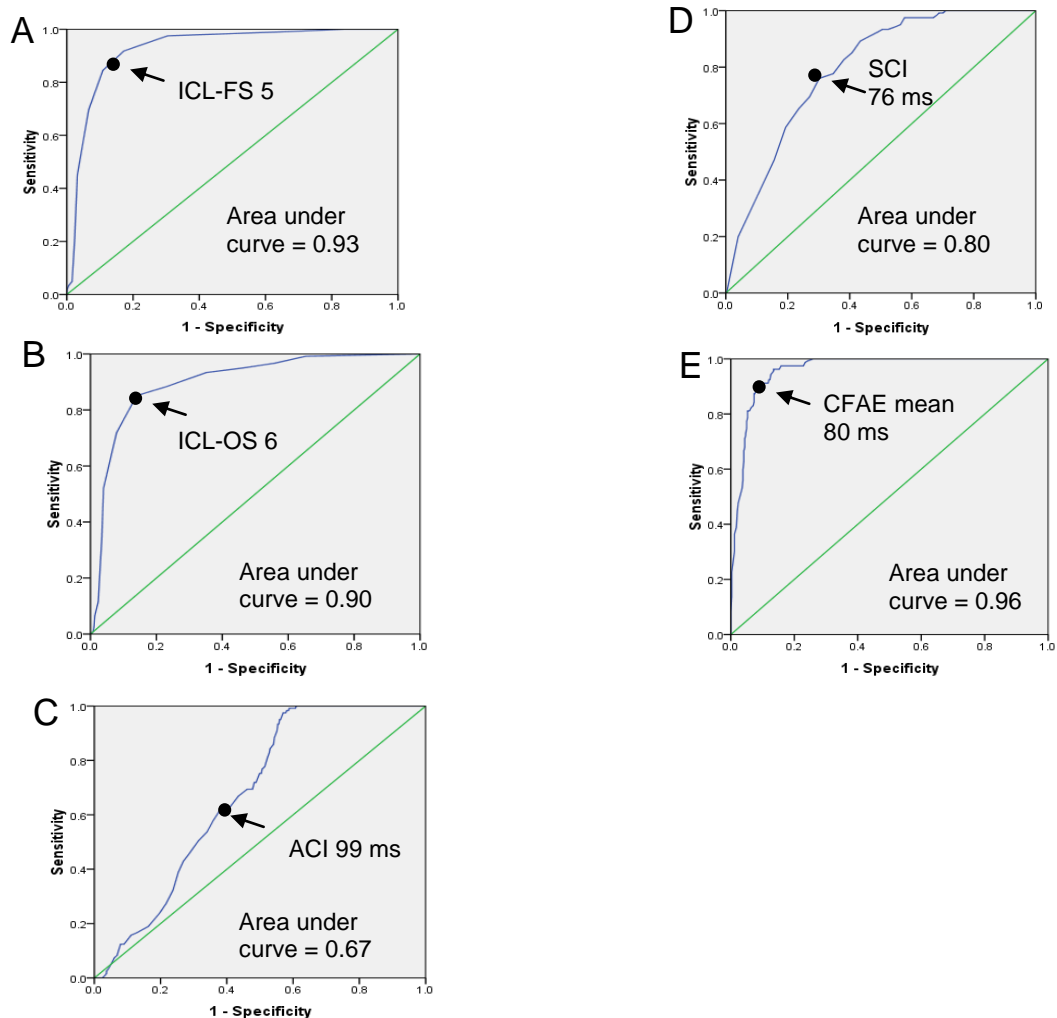 A
1.0
0.8
0.6
0.4
0.2
0.0
Sensitivity
ICL-FS 5
Area under
curve = 0.93
0.0 0.2 0.4 0.6 0.8 1.0
1 - Specificity
B
1.0
0.8
0.6
0.4
0.2
0.0
Sensitivity
ICL-OS 6
Area under
curve = 0.90
0.0 0.2 0.4 0.6 0.8 1.0
1 - Specificity
C
1.0
0.8
0.6
0.4
0.2
0.0
Sensitivity
ACI 99 ms
Area under
curve = 0.67
0.0 0.2 0.4 0.6 0.8 1.0
1 - Specificity
D
1.0
0.8
0.6
0.4
0.2
0.0
Sensitivity
SCI
76 ms
Area under
curve = 0.80
0.0 0.2 0.4 0.6 0.8 1.0
1 - Specificity
E
1.0
0.8
0.6
0.4
0.2
0.0
Sensitivity
CFAE mean
80 ms
Area under
curve = 0.96
0.0 0.2 0.4 0.6 0.8 1.0
1 - Specificity